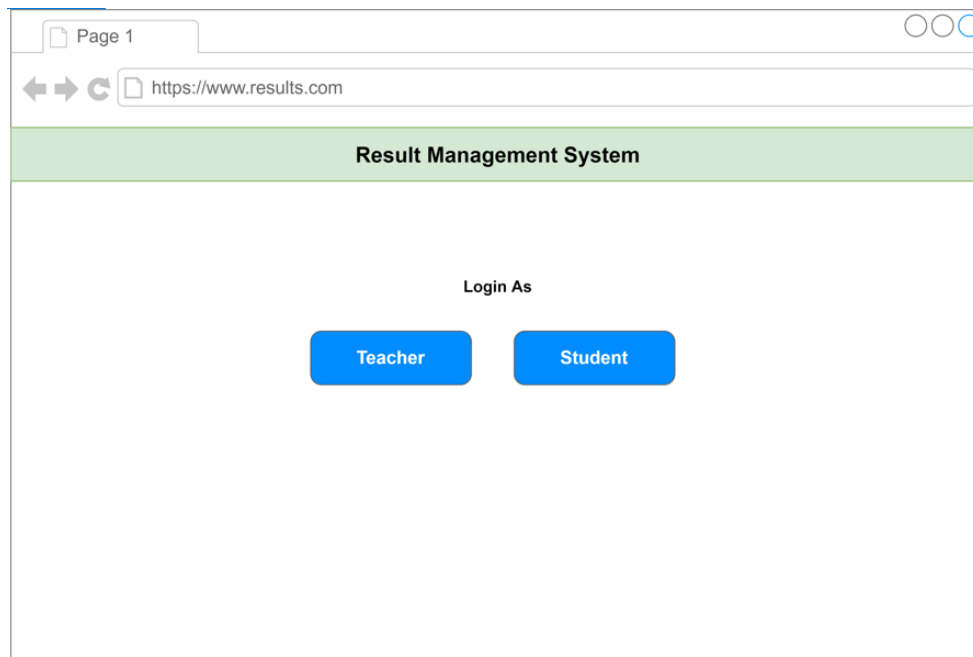 Page 1
https://www.results.com
Result Management System
Login As
Teacher
Student